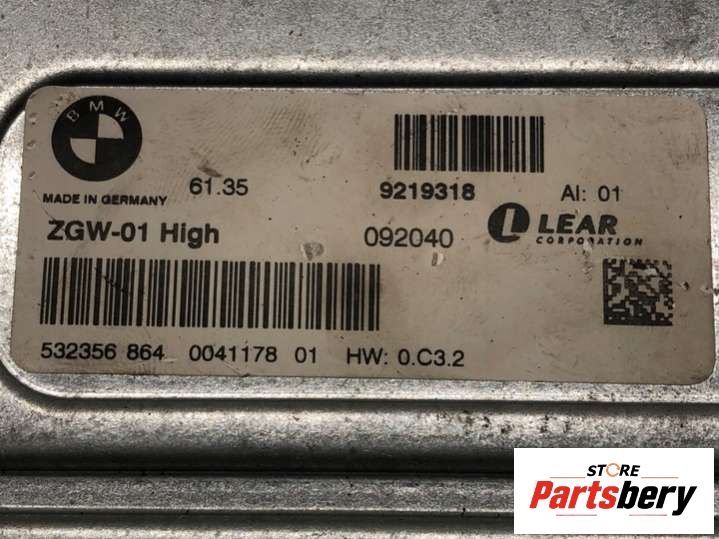 BMW
MADE IN GERMANY
61.35
9219318
AI: 01
ZGW-01 High
092040
LEAR
CORPORATION
532356 864 0041178 01 HW: 0.C3.2
STORE
Partsbery